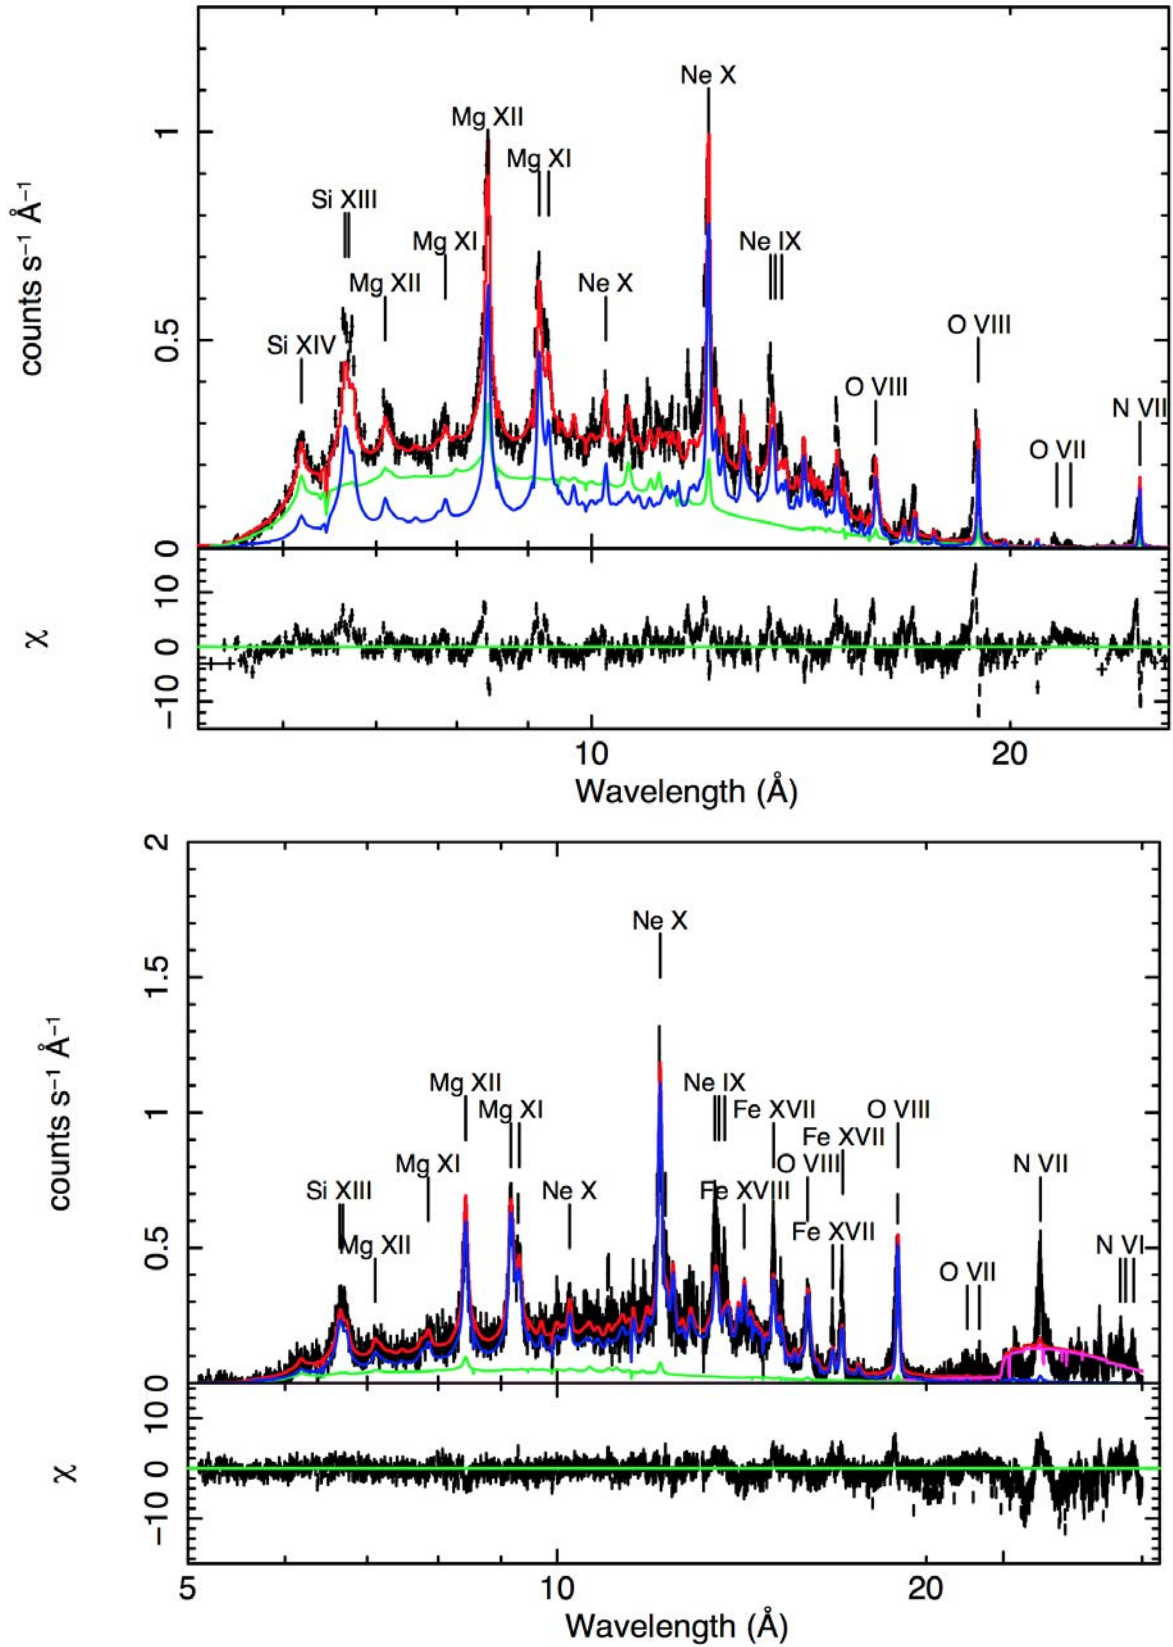 Ne X
1
Mg XII
Mg XI
Si XIII
Mg XI
Ne IX
Mg XII
Ne X
O VIII
Si XIV
0.5
O VIII
N VII
O VII
0
counts s⁻¹ Å⁻¹
10
0
−10
χ
10
20
Wavelength (Å)
2
Ne X
1.5
Mg XII
Ne IX
Mg XI
1
Fe XVII
O VIII
Fe XVII
Mg XI
O VIII
N VII
Si XIII
Ne X
Fe XVIII
Mg XII
0.5
Fe XVII
N VI
O VII
0
counts s⁻¹ Å⁻¹
10
0
−10
χ
5
10
20
Wavelength (Å)